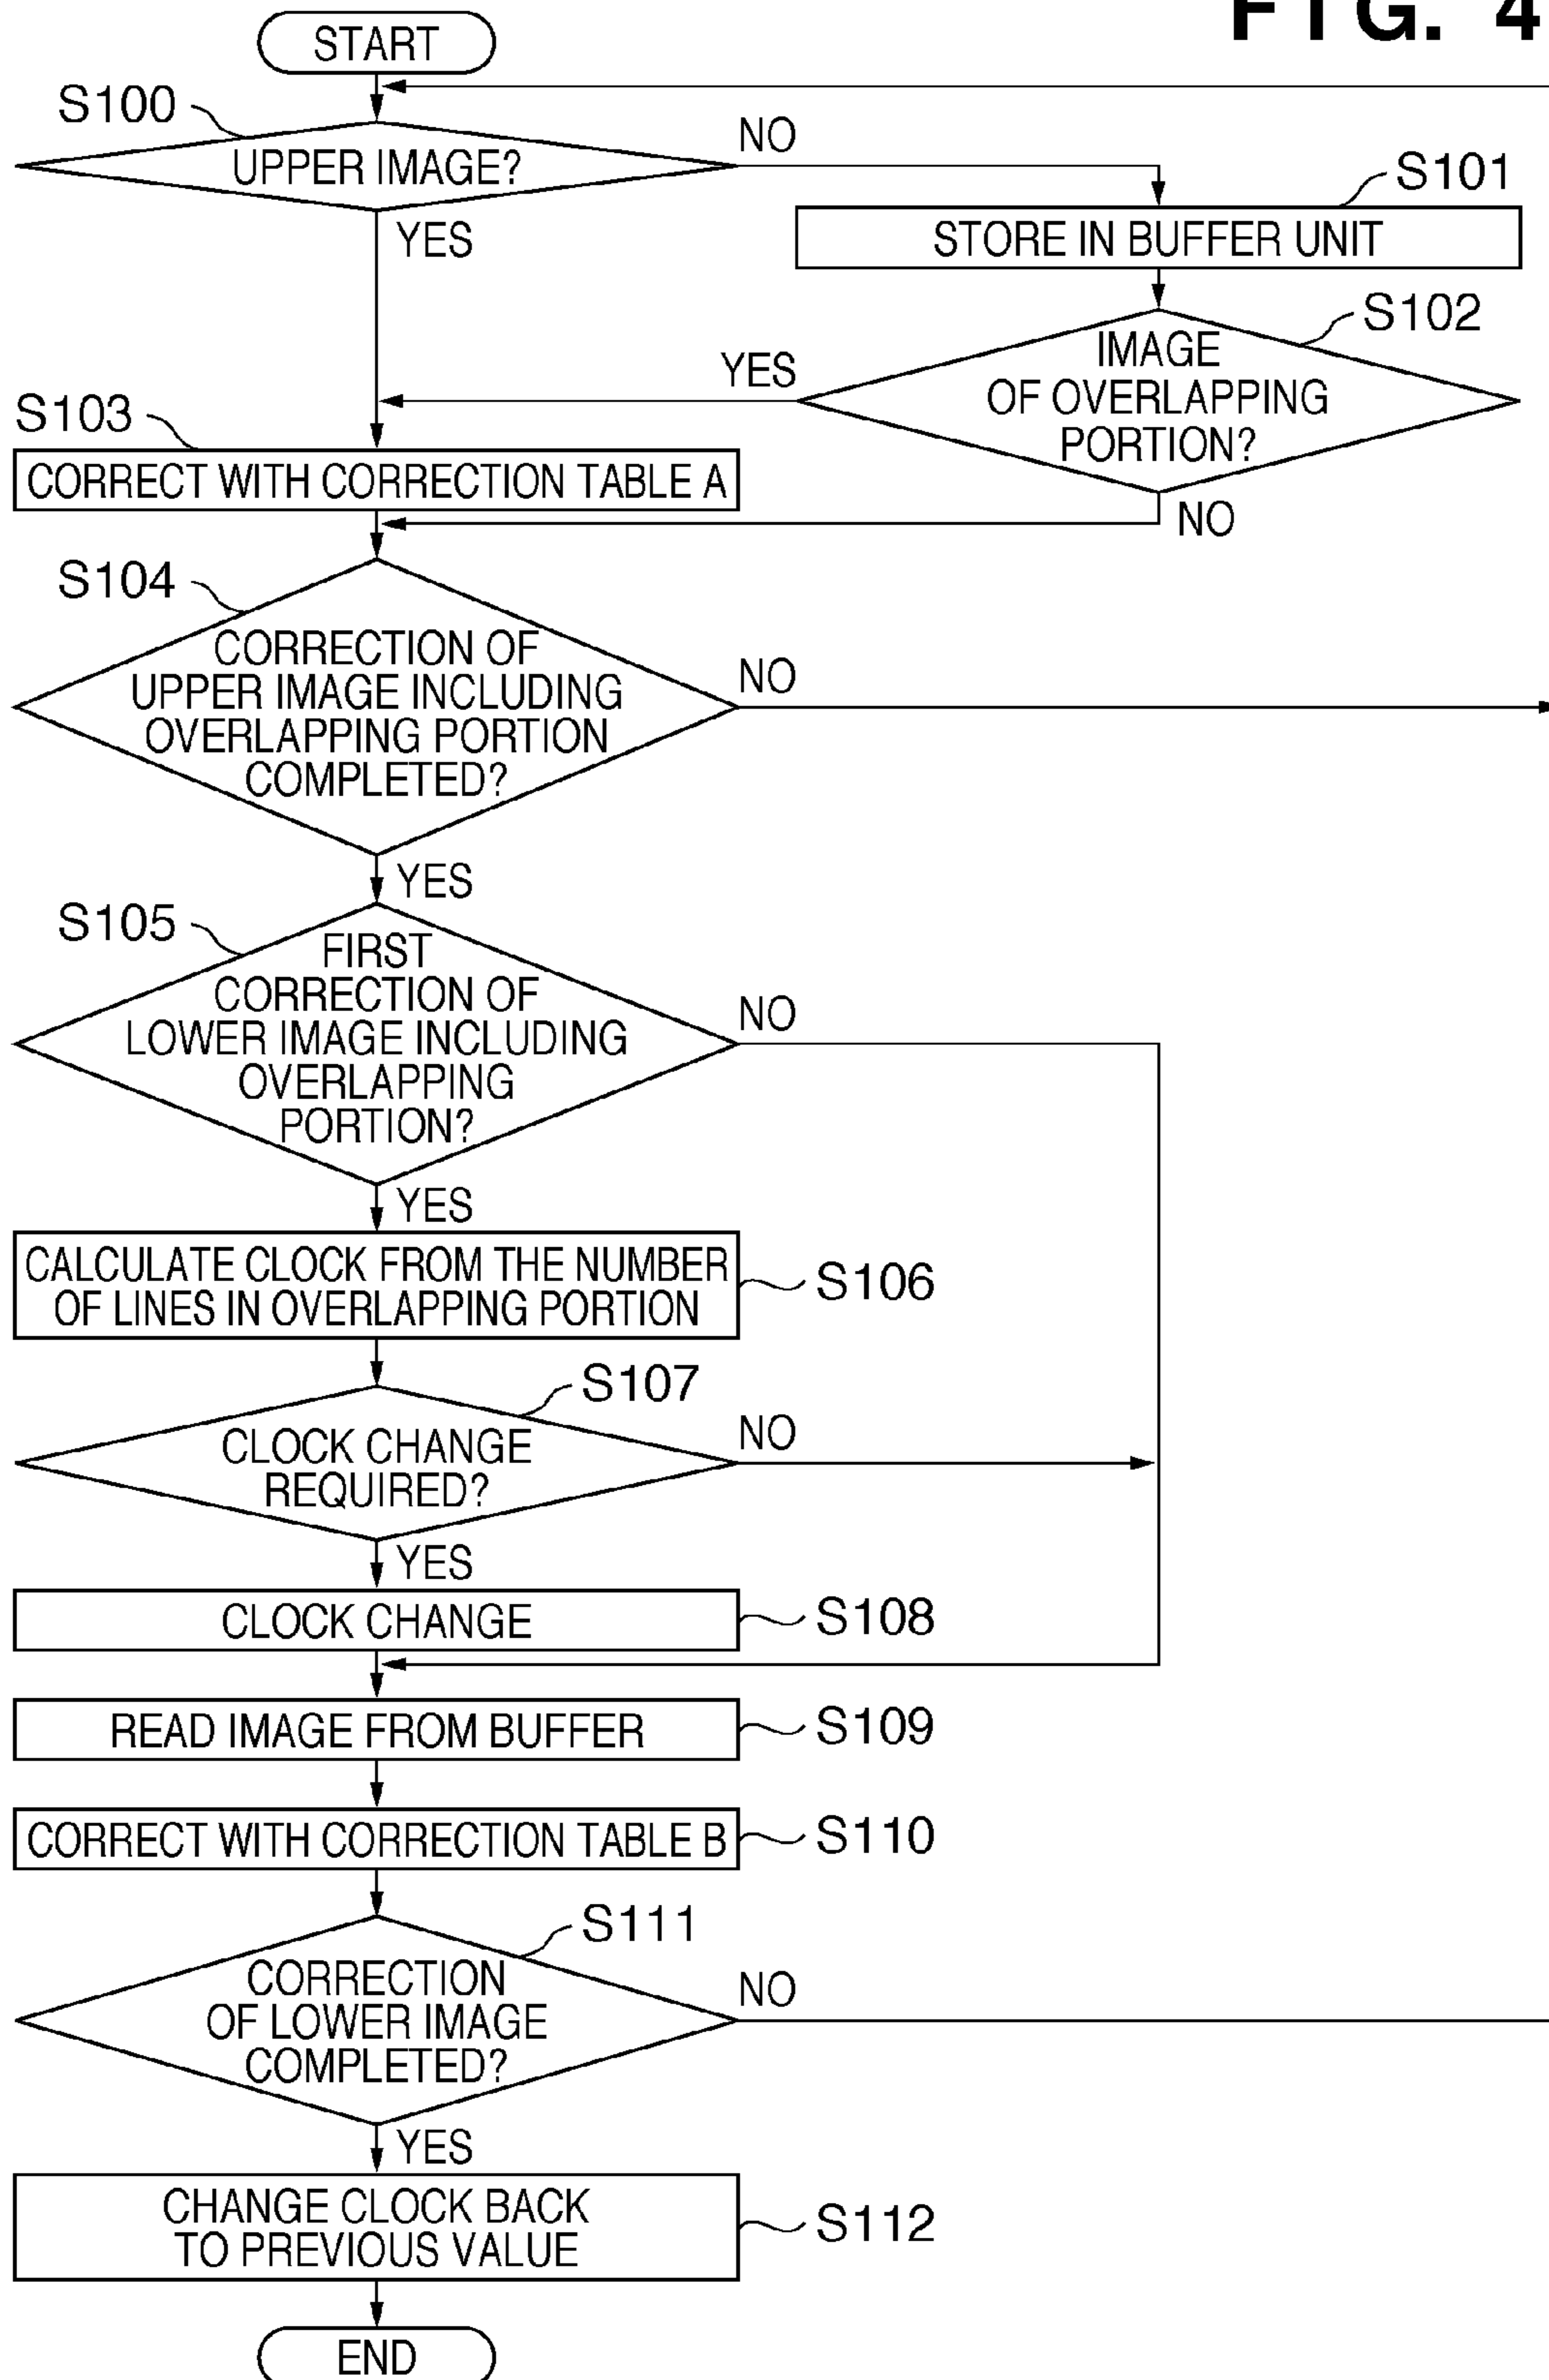 FIG. 4
START
S100
UPPER IMAGE?
NO
YES
S101
STORE IN BUFFER UNIT
S102
IMAGE
OF OVERLAPPING
PORTION?
YES
NO
S103
CORRECT WITH CORRECTION TABLE A
S104
CORRECTION OF
UPPER IMAGE INCLUDING
OVERLAPPING PORTION
COMPLETED?
NO
YES
S105
FIRST
CORRECTION OF
LOWER IMAGE INCLUDING
OVERLAPPING
PORTION?
NO
YES
CALCULATE CLOCK FROM THE NUMBER
OF LINES IN OVERLAPPING PORTION
S106
S107
CLOCK CHANGE
REQUIRED?
NO
YES
CLOCK CHANGE
S108
READ IMAGE FROM BUFFER
S109
CORRECT WITH CORRECTION TABLE B
S110
S111
CORRECTION
OF LOWER IMAGE
COMPLETED?
NO
YES
CHANGE CLOCK BACK
TO PREVIOUS VALUE
S112
END